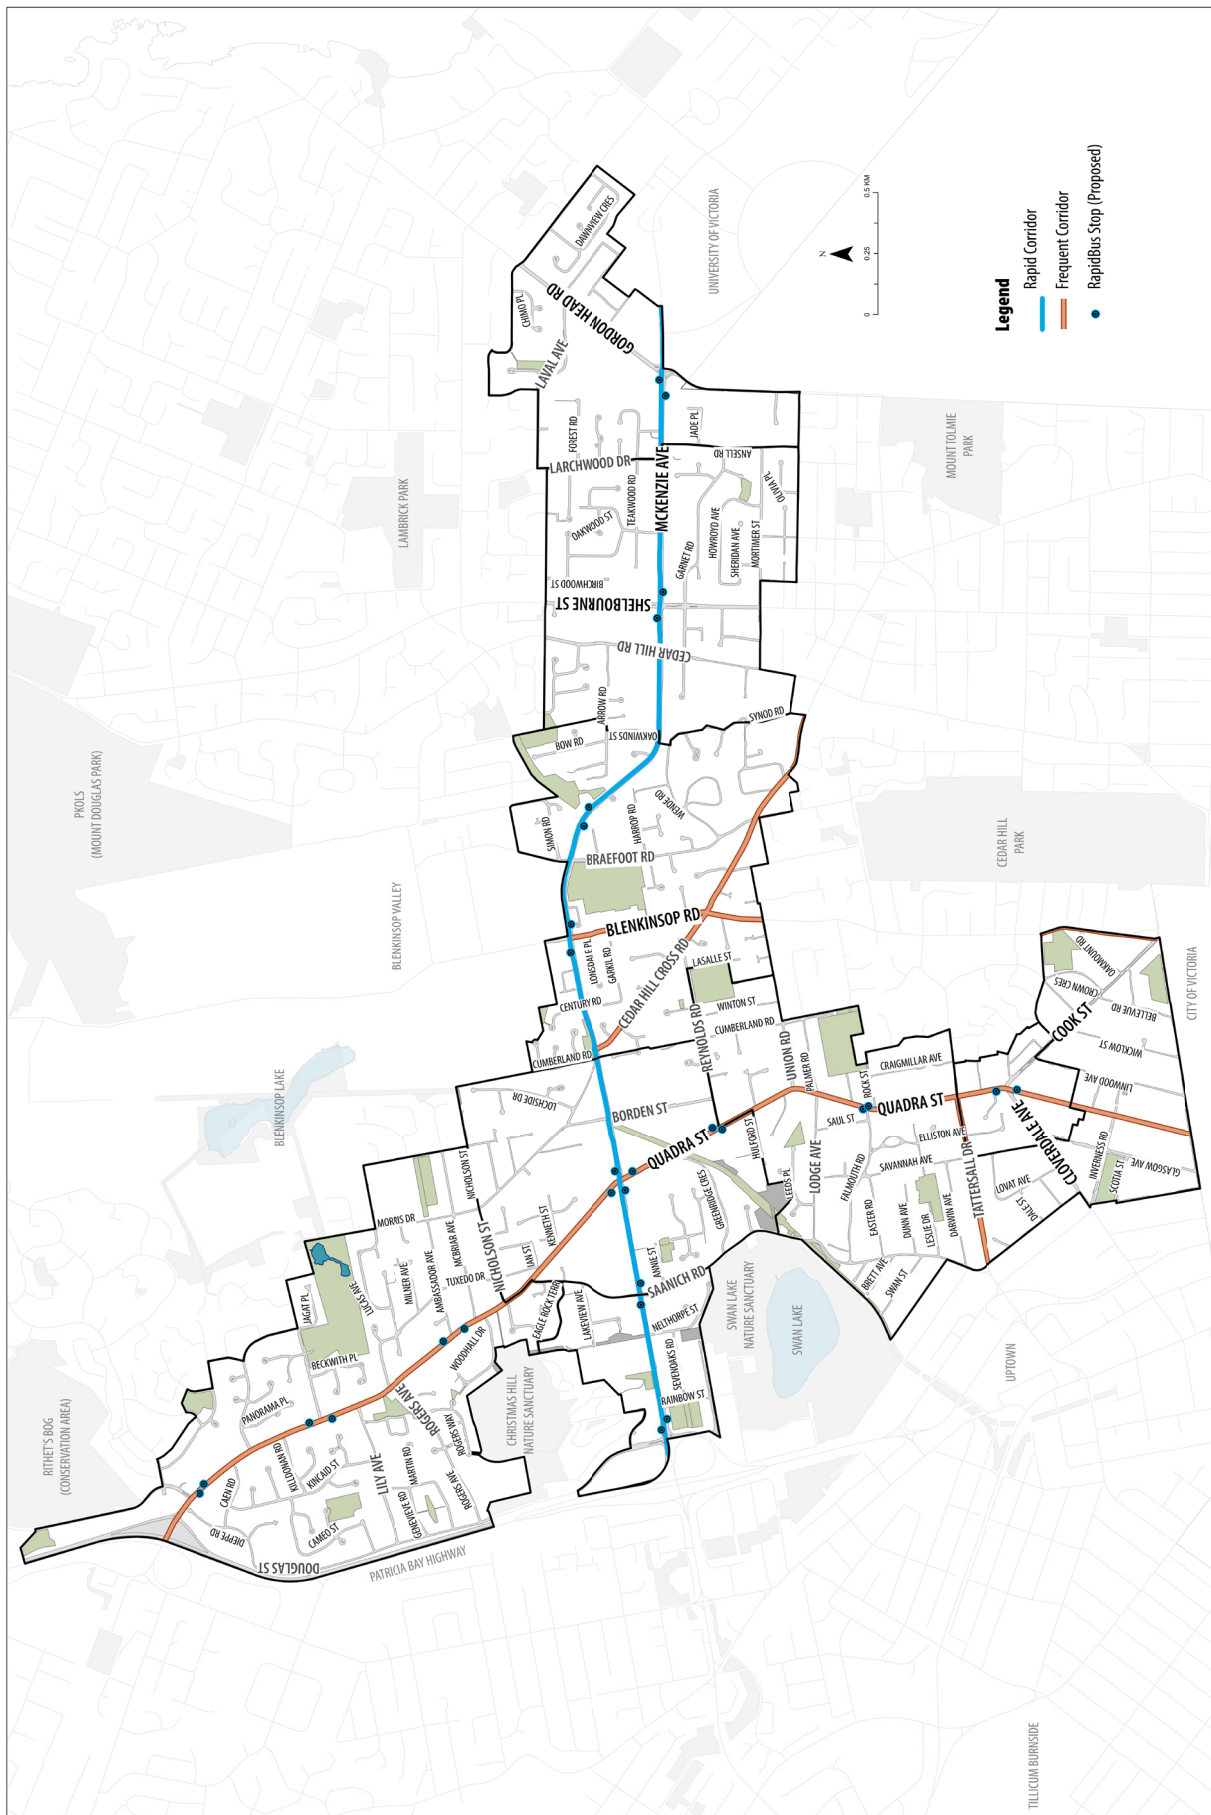 RITHET'S BOG
(CONSERVATION AREA)
PKOLS
(MOUNT DOUGLAS PARK)
LAMBRICK PARK
BLENKINSOP VALLEY
BLENKINSOP LAKE
UNIVERSITY OF VICTORIA
MOUNT TOLMIE
PARK
CEDAR HILL
PARK
CITY OF VICTORIA
SWAN LAKE
NATURE SANCTUARY
SWAN LAKE
CHRISTMAS HILL
NATURE SANCTUARY
UPTOWN
TILLICUM BURNSIDE
PATRICIA BAY HIGHWAY
DOUGLAS ST
DIEPPE RD
CAEN RD
CAMEO ST
KINCAID ST
KILLDONAN RD
PANORAMA PL
LILY AVE
GENEVIEVE RD
MARTIN RD
ROGERS AVE
ROGERS WAY
ROGERS AVE
BECKWITH PL
JAGAT PL
LUCAS AVE
MILNER AVE
AMBASSADOR AVE
MCBRIAR AVE
TUXEDO DR
MORRIS DR
WOODHALL DR
NICHOLSON ST
NICHOLSON ST
IAN ST
KENNETH ST
EAGLE ROCK TERR
LAKEVIEW AVE
NELTHORPE ST
SEVENOAKS RD
RAINBOW ST
SAANICH RD
ANNIE ST
GREENRIDGE CRES
QUADRA ST
BORDEN ST
LOCHSIDE DR
CUMBERLAND RD
CENTURY RD
LONSDALE PL
GARKIL RD
BLENKINSOP RD
CEDAR HILL CROSS RD
LASALLE ST
REYNOLDS RD
WINTON ST
CUMBERLAND RD
UNION RD
PALMER RD
HULFORD ST
LEEDS PL
LODGE AVE
SAUL ST
ROCK ST
QUADRA ST
CRAIGMILLAR AVE
FALMOUTH RD
SAVANNAH AVE
ELLISTON AVE
EASTER RD
DUNN AVE
LESLIE DR
DARWIN AVE
BRETT AVE
SWAN ST
TATTERSALL DR
LOVAT AVE
DALE ST
CLOVERDALE AVE
INVERNESS RD
SCOTIA ST
GLASGOW AVE
LINWOOD AVE
WICKLOW ST
BELLEVUE RD
COOK ST
CROWN CRES
OAKMOUNT RD
SIMON RD
BRAEFOOT RD
HARROP RD
WENDE RD
BOW RD
ARROW RD
OAKWINDS ST
SYNOD RD
CEDAR HILL RD
SHELBOURNE ST
BIRCHWOOD ST
OAKWOOD ST
TEAKWOOD RD
LARCHWOOD DR
FOREST RD
MCKENZIE AVE
GARNET RD
HOWROYD AVE
SHERIDAN AVE
MORTIMER ST
OLIVIA PL
ANSELL RD
JADE PL
LAVAL AVE
CHIMO PL
GORDON HEAD RD
DAWNVIEW CRES
N
0
0.25
0.5 KM
Legend
Rapid Corridor
Frequent Corridor
RapidBus Stop (Proposed)